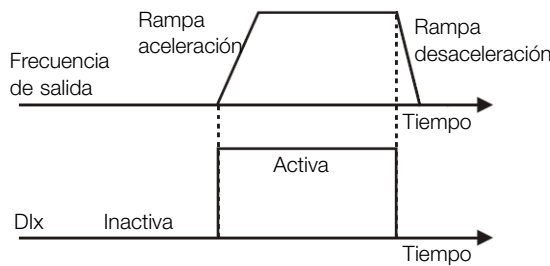 Rampa
aceleración
Rampa
desaceleración
Frecuencia
de salida
Tiempo
Activa
DIx
Inactiva
Tiempo